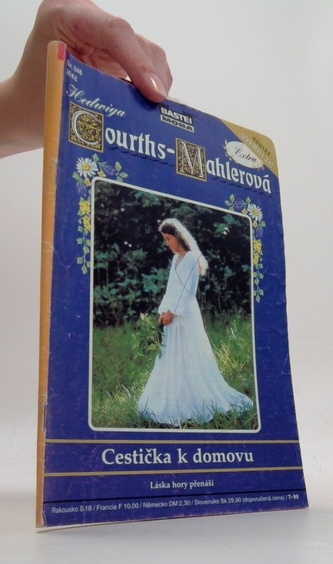 BASTEI
MOBA
Hedwiga
Extra
Courths-Mahlerová
Cestička k domovu
Láska hory přenáší
Rakousko S 18 / Francie F 10,00 / Německo DM 2,30 / Slovensko Sk 29,90 (doporučená cena) / 7-99